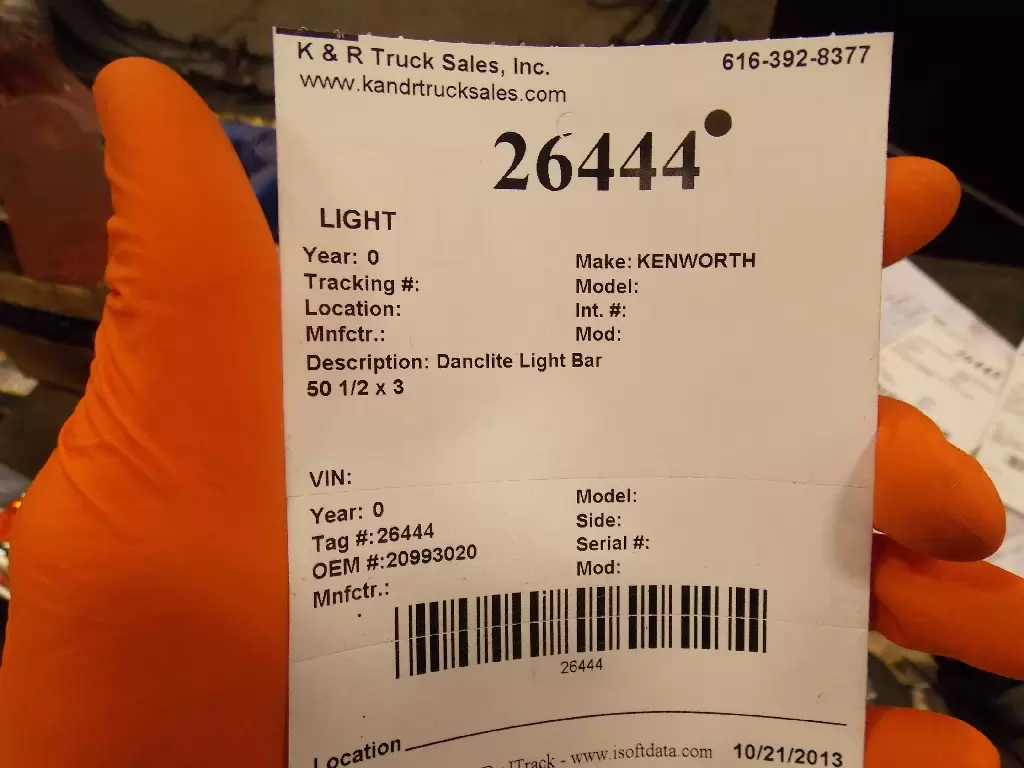 K & R Truck Sales, Inc. 616-392-8377
www.kandrtrucksales.com
26444
LIGHT
Year: 0 Make: KENWORTH
Tracking #: Model:
Location: Int. #:
Mnfctr.: Mod:
Description: Danclite Light Bar
50 1/2 x 3
VIN:
Year: 0 Model:
Tag #:26444 Side:
OEM #:20993020 Serial #:
Mnfctr.: Mod:
26444
Location
- www.isoftdata.com 10/21/2013